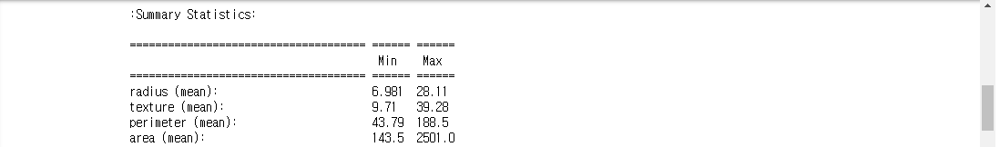 :Summary Statistics:
===================================== ====== ======
Min Max
===================================== ====== ======
radius (mean): 6.981 28.11
texture (mean): 9.71 39.28
perimeter (mean): 43.79 188.5
area (mean): 143.5 2501.0